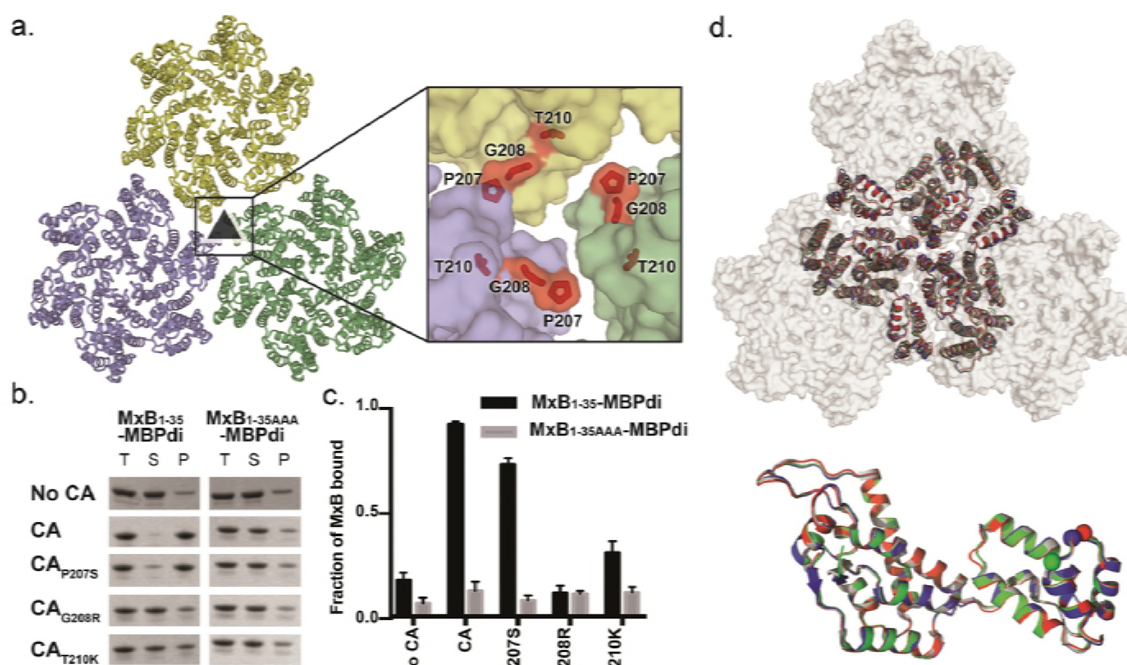 a.
T210
G208
P207
P207
G208
T210
T210
G208
P207
d.
b.
MxB1-35 -MBPdi
MxB1-35AAA -MBPdi
T S P T S P
No CA
CA
CAP207S
CAG208R
CAT210K
c.
MxB1-35-MBPdi
MxB1-35AAA-MBPdi
Fraction of MxB bound
1.0
0.5
0.0
o CA
CA
207S
208R
210K